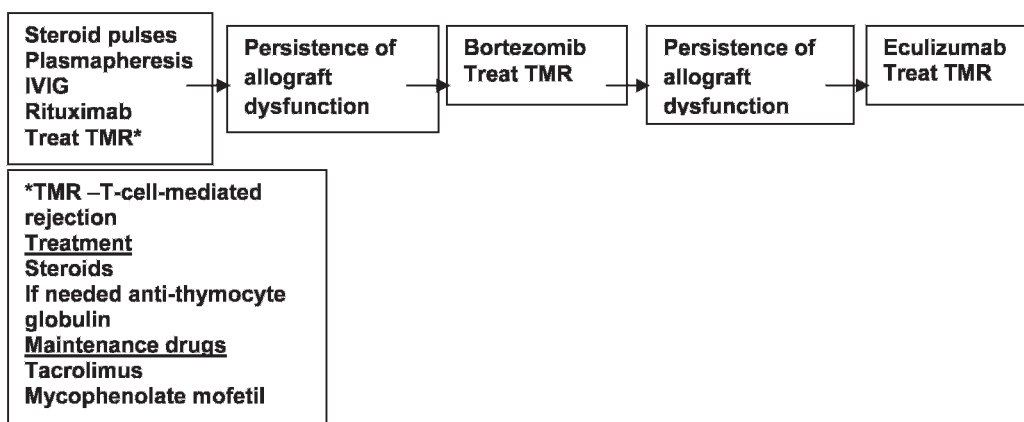 Steroid pulses
Plasmapheresis
IVIG
Rituximab
Treat TMR*
Persistence of
allograft
dysfunction
Bortezomib
Treat TMR
Persistence of
allograft
dysfunction
Eculizumab
Treat TMR
*TMR –T-cell-mediated
rejection
Treatment
Steroids
If needed anti-thymocyte
globulin
Maintenance drugs
Tacrolimus
Mycophenolate mofetil